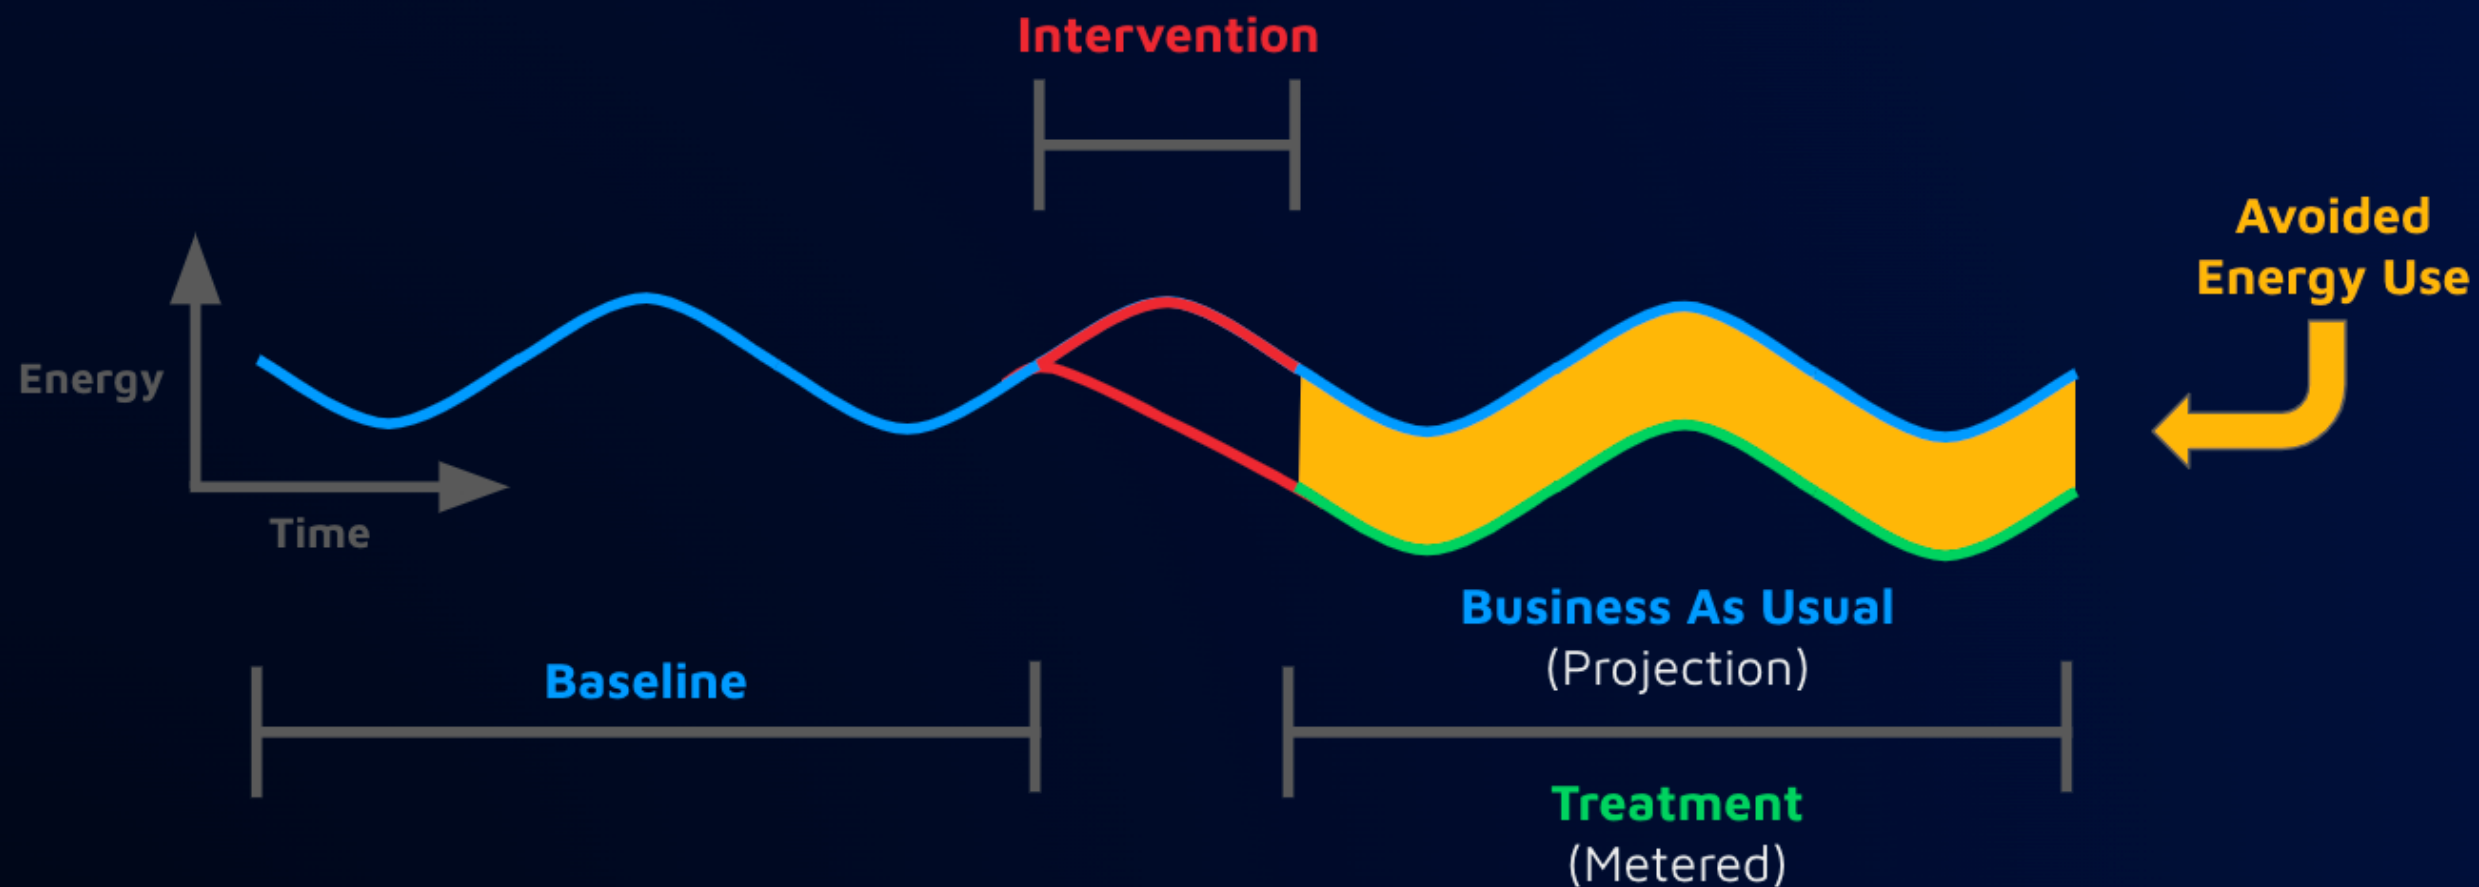 Intervention
Avoided
Energy Use
Energy
Time
Business As Usual
(Projection)
Baseline
Treatment
(Metered)